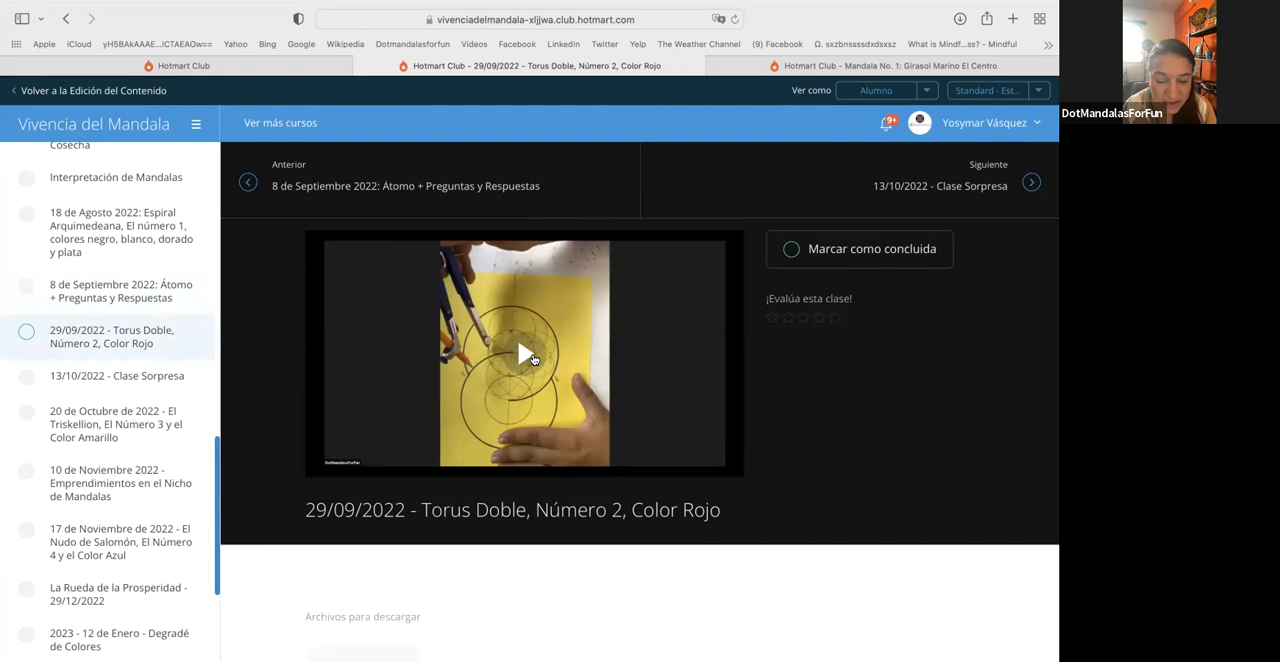 vivenciadelmandala-xljjwa.club.hotmart.com
Apple iCloud yH5BAkAAAE...ICTAEAOw== Yahoo Bing Google Wikipedia Dotmandalasforfun Videos Facebook LinkedIn Twitter Yelp The Weather Channel (9) Facebook Ω. sxzbnssssdxdsxsz What is Mindf...ss? - Mindful
Hotmart Club
Hotmart Club - 29/09/2022 - Torus Doble, Número 2, Color Rojo
Hotmart Club - Mandala No. 1: Girasol Marino El Centro
Volver a la Edición del Contenido
Ver como
Alumno
Standard - Est...
Vivencia del Mandala
Ver más cursos
9+
Yosymar Vásquez
Cosecha
Interpretación de Mandalas
18 de Agosto 2022: Espiral
Arquimedeana, El número 1,
colores negro, blanco, dorado
y plata
8 de Septiembre 2022: Átomo
+ Preguntas y Respuestas
29/09/2022 - Torus Doble,
Número 2, Color Rojo
13/10/2022 - Clase Sorpresa
20 de Octubre de 2022 - El
Triskellion, El Número 3 y el
Color Amarillo
10 de Noviembre 2022 -
Emprendimientos en el Nicho
de Mandalas
17 de Noviembre de 2022 - El
Nudo de Salomón, El Número
4 y el Color Azul
La Rueda de la Prosperidad -
29/12/2022
2023 - 12 de Enero - Degradé
de Colores
Anterior
8 de Septiembre 2022: Átomo + Preguntas y Respuestas
Siguiente
13/10/2022 - Clase Sorpresa
DotMandalasForFun
Marcar como concluida
¡Evalúa esta clase!
29/09/2022 - Torus Doble, Número 2, Color Rojo
Archivos para descargar
DotMandalasForFun